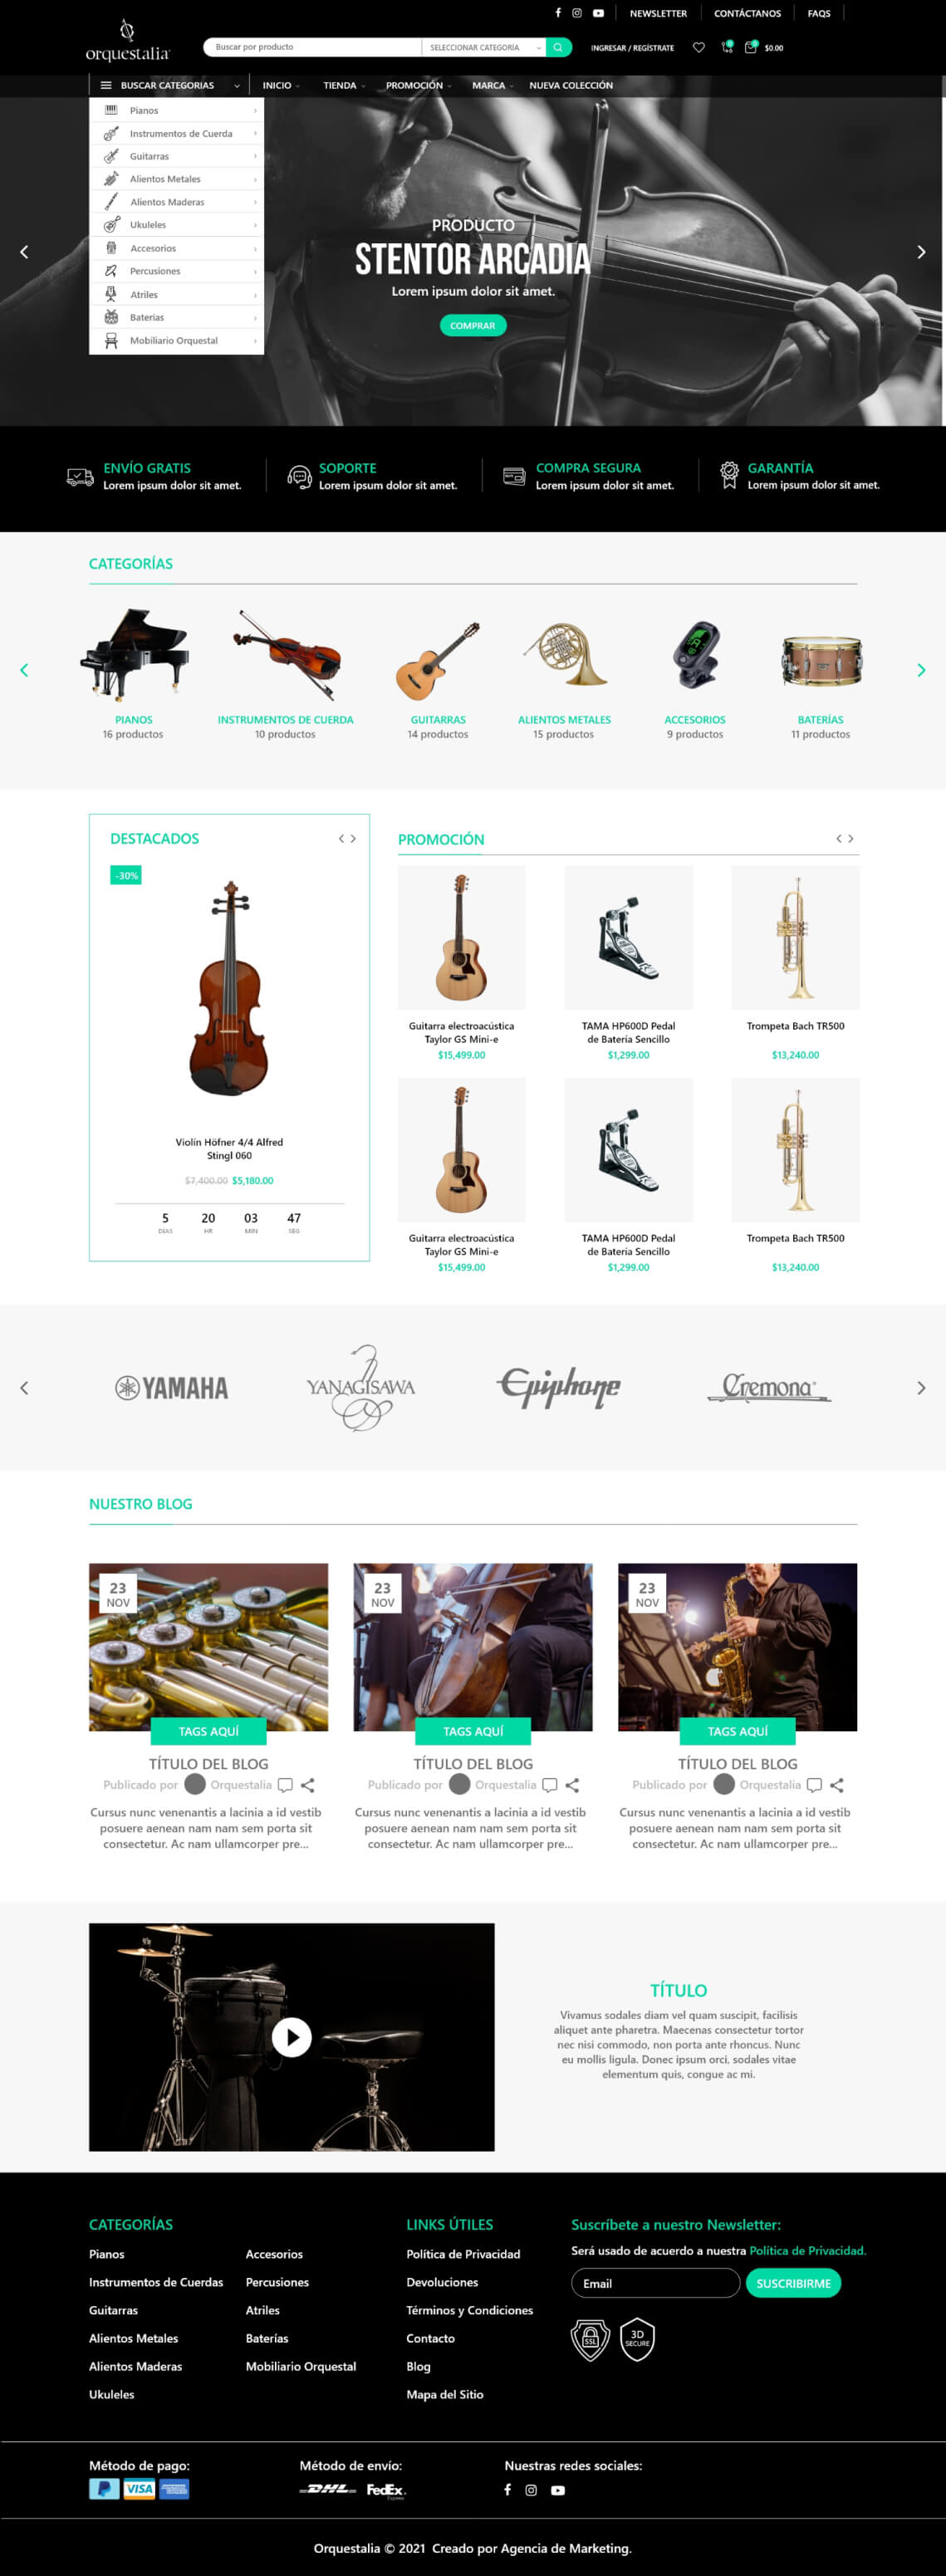 NEWSLETTER
CONTÁCTANOS
FAQS
orquestalia
Buscar por producto
SELECCIONAR CATEGORÍA
INGRESAR / REGÍSTRATE
0
0
$0.00
BUSCAR CATEGORIAS
INICIO
TIENDA
PROMOCIÓN
MARCA
NUEVA COLECCIÓN
Pianos
Instrumentos de Cuerda
Guitarras
Alientos Metales
Alientos Maderas
Ukuleles
Accesorios
Percusiones
Atriles
Baterías
Mobiliario Orquestal
PRODUCTO
STENTOR ARCADIA
Lorem ipsum dolor sit amet.
COMPRAR
ENVÍO GRATIS
Lorem ipsum dolor sit amet.
SOPORTE
Lorem ipsum dolor sit amet.
COMPRA SEGURA
Lorem ipsum dolor sit amet.
GARANTÍA
Lorem ipsum dolor sit amet.
CATEGORÍAS
PIANOS
16 productos
INSTRUMENTOS DE CUERDA
10 productos
GUITARRAS
14 productos
ALIENTOS METALES
15 productos
ACCESORIOS
9 productos
BATERÍAS
11 productos
DESTACADOS
-30%
Violín Höfner 4/4 Alfred
Stingl 060
$7,400.00 $5,180.00
5 20 03 47
DÍAS HR MIN SEG
PROMOCIÓN
Guitarra electroacústica
Taylor GS Mini-e
$15,499.00
TAMA HP600D Pedal
de Batería Sencillo
$1,299.00
Trompeta Bach TR500
$13,240.00
Guitarra electroacústica
Taylor GS Mini-e
$15,499.00
TAMA HP600D Pedal
de Batería Sencillo
$1,299.00
Trompeta Bach TR500
$13,240.00
YAMAHA
YANAGISAWA
Epiphone
Cremona
NUESTRO BLOG
23
NOV
TAGS AQUÍ
TÍTULO DEL BLOG
Publicado por Orquestalia
Cursus nunc venenantis a lacinia a id vestib
posuere aenean nam nam sem porta sit
consectetur. Ac nam ullamcorper pre...
23
NOV
TAGS AQUÍ
TÍTULO DEL BLOG
Publicado por Orquestalia
Cursus nunc venenantis a lacinia a id vestib
posuere aenean nam nam sem porta sit
consectetur. Ac nam ullamcorper pre...
23
NOV
TAGS AQUÍ
TÍTULO DEL BLOG
Publicado por Orquestalia
Cursus nunc venenantis a lacinia a id vestib
posuere aenean nam nam sem porta sit
consectetur. Ac nam ullamcorper pre...
TÍTULO
Vivamus sodales diam vel quam suscipit, facilisis
aliquet ante pharetra. Maecenas consectetur tortor
nec nisi commodo, non porta ante rhoncus. Nunc
eu mollis ligula. Donec ipsum orci, sodales vitae
elementum quis, congue ac mi.
CATEGORÍAS
Pianos
Instrumentos de Cuerdas
Guitarras
Alientos Metales
Alientos Maderas
Ukuleles
Accesorios
Percusiones
Atriles
Baterías
Mobiliario Orquestal
LINKS ÚTILES
Política de Privacidad
Devoluciones
Términos y Condiciones
Contacto
Blog
Mapa del Sitio
Suscríbete a nuestro Newsletter:
Será usado de acuerdo a nuestra Política de Privacidad.
Email
SUSCRIBIRME
SSL
3D
SECURE
Método de pago:
VISA
Método de envío:
DHL
FedEx
Express
Nuestras redes sociales:
Orquestalia © 2021 Creado por Agencia de Marketing.